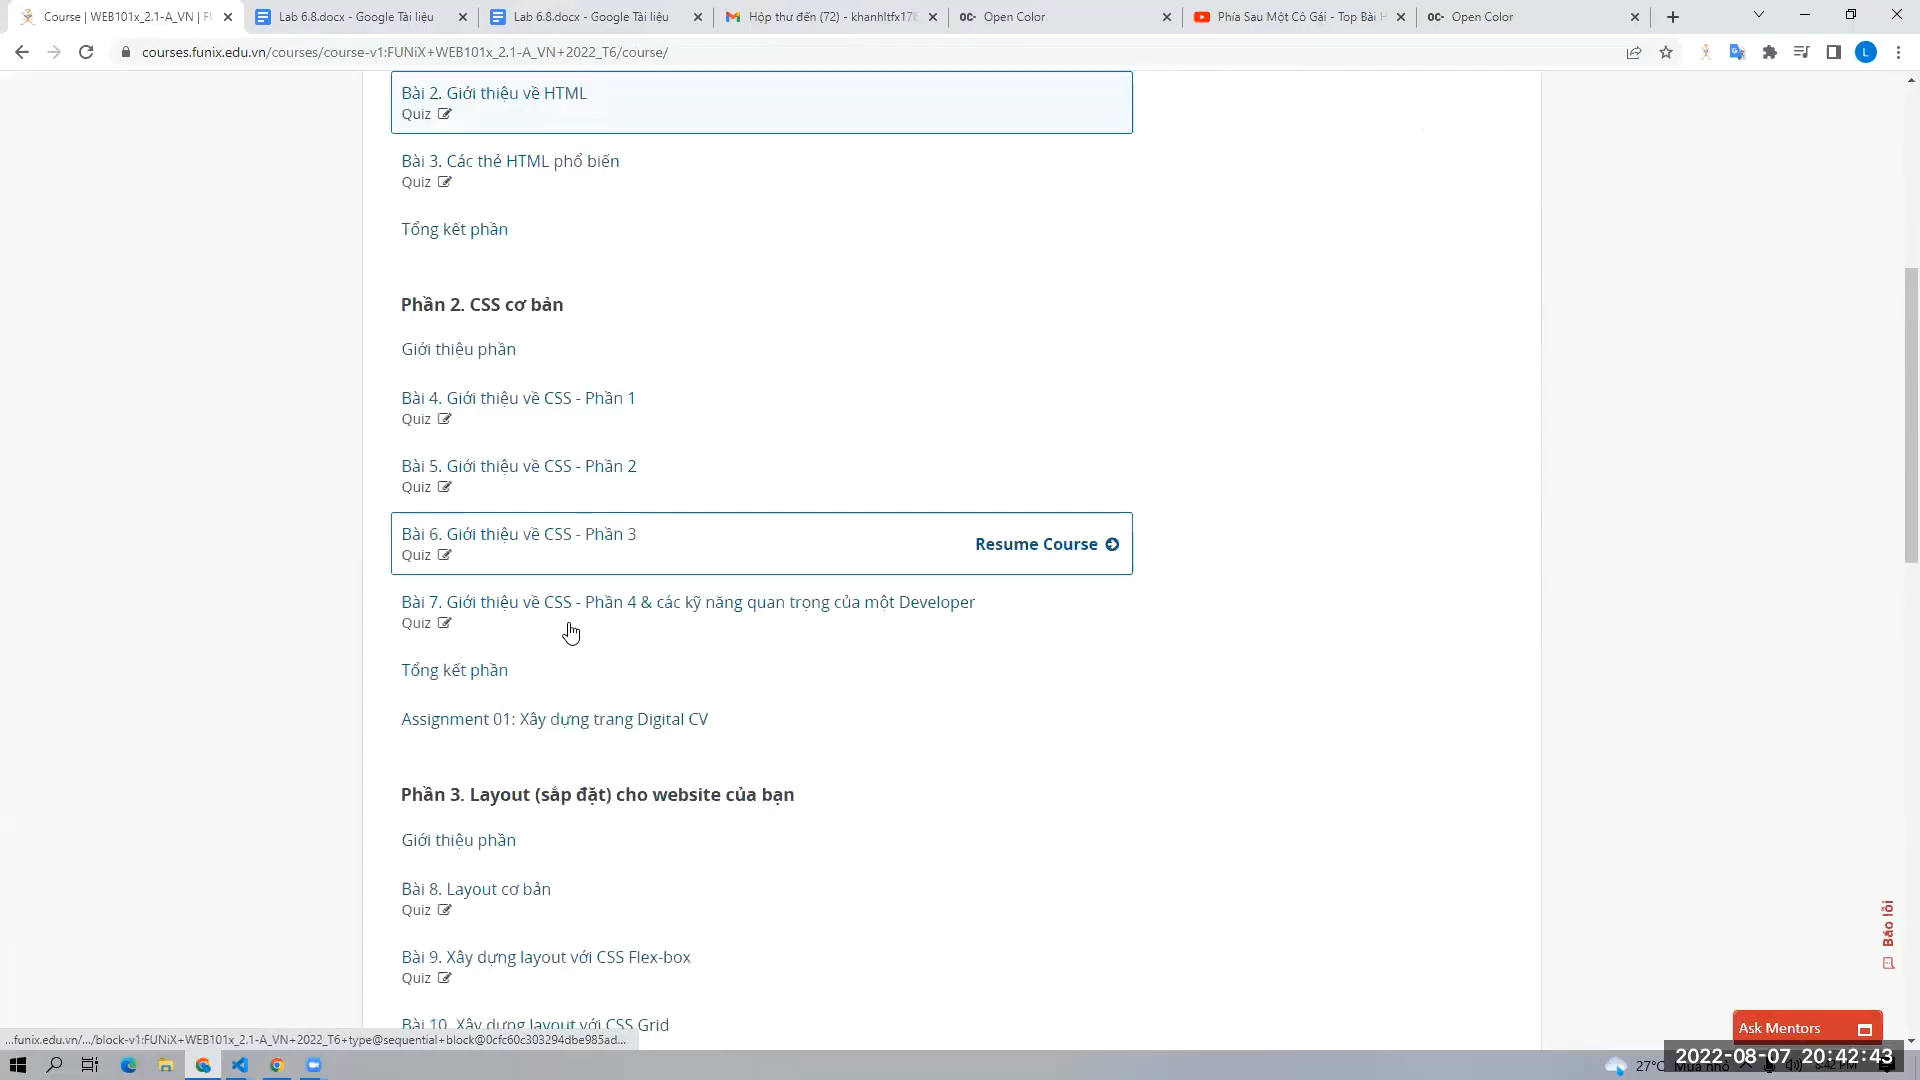 Course | WEB101x_2.1-A_VN | F
Lab 6.8.docx - Google Tài liệu
Lab 6.8.docx - Google Tài liệu
Hộp thư đến (72) - khanhltfx176
Open Color
Phía Sau Một Cô Gái - Top Bài H
Open Color
courses.funix.edu.vn/courses/course-v1:FUNiX+WEB101x_2.1-A_VN+2022_T6/course/
L
Bài 2. Giới thiệu về HTML
Quiz
Bài 3. Các thẻ HTML phổ biến
Quiz
Tổng kết phần
Phần 2. CSS cơ bản
Giới thiệu phần
Bài 4. Giới thiệu về CSS - Phần 1
Quiz
Bài 5. Giới thiệu về CSS - Phần 2
Quiz
Bài 6. Giới thiệu về CSS - Phần 3
Quiz
Resume Course
Bài 7. Giới thiệu về CSS - Phần 4 & các kỹ năng quan trọng của một Developer
Quiz
Tổng kết phần
Assignment 01: Xây dựng trang Digital CV
Phần 3. Layout (sắp đặt) cho website của bạn
Giới thiệu phần
Bài 8. Layout cơ bản
Quiz
Bài 9. Xây dựng layout với CSS Flex-box
Quiz
Bài 10. Xây dựng layout với CSS Grid
Báo lỗi
Ask Mentors
...funix.edu.vn/.../block-v1:FUNiX+WEB101x_2.1-A_VN+2022_T6+type@sequential+block@0cfc60c303294dbe985ad...
2022-08-07 20:42:43
27°C Mưa nhỏ 8:42 PM